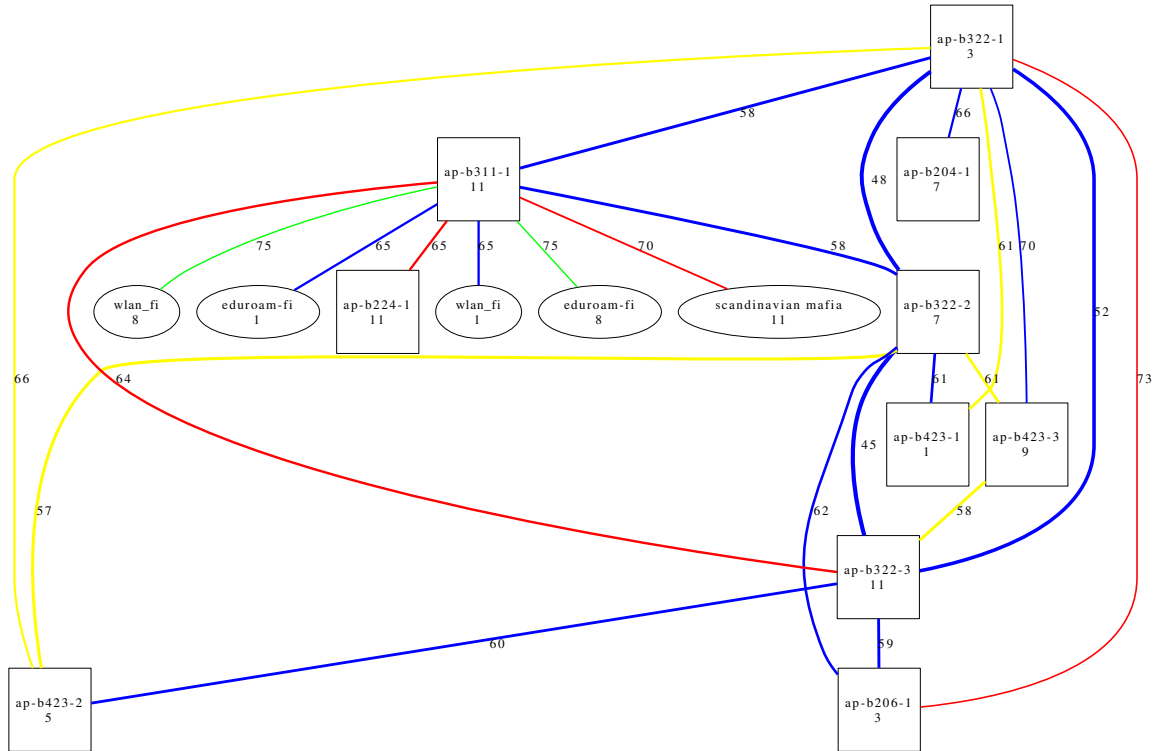 ap-b322-1
3
58
66
ap-b311-1
11
ap-b204-1
7
48
75
65
65
65
75
70
58
61
70
wlan_fi
8
eduroam-fi
1
ap-b224-1
11
wlan_fi
1
eduroam-fi
8
scandinavian mafia
11
ap-b322-2
7
52
66
64
61
61
73
45
ap-b423-1
1
ap-b423-3
9
57
62
58
ap-b322-3
11
60
59
ap-b423-2
5
ap-b206-1
3